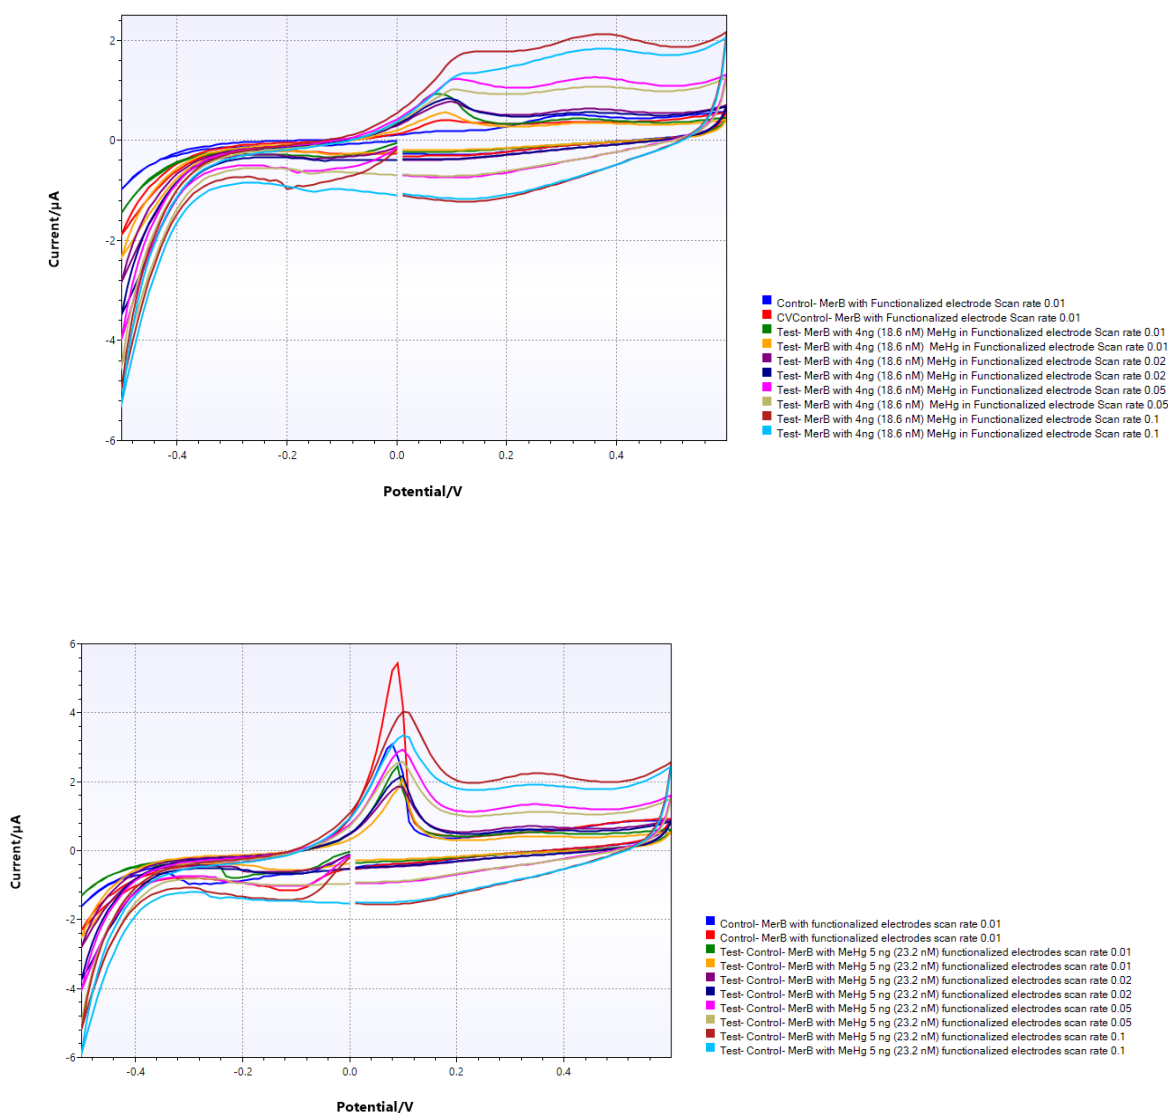 2
0
-2
-4
-6
-0.4 -0.2 0.0 0.2 0.4
Current/µA
Potential/V
Control- MerB with Functionalized electrode Scan rate 0.01
CVControl- MerB with Functionalized electrode Scan rate 0.01
Test- MerB with 4ng (18.6 nM) MeHg in Functionalized electrode Scan rate 0.01
Test- MerB with 4ng (18.6 nM) MeHg in Functionalized electrode Scan rate 0.01
Test- MerB with 4ng (18.6 nM) MeHg in Functionalized electrode Scan rate 0.02
Test- MerB with 4ng (18.6 nM) MeHg in Functionalized electrode Scan rate 0.02
Test- MerB with 4ng (18.6 nM) MeHg in Functionalized electrode Scan rate 0.05
Test- MerB with 4ng (18.6 nM) MeHg in Functionalized electrode Scan rate 0.05
Test- MerB with 4ng (18.6 nM) MeHg in Functionalized electrode Scan rate 0.1
Test- MerB with 4ng (18.6 nM) MeHg in Functionalized electrode Scan rate 0.1
6
4
2
0
-2
-4
-6
-0.4 -0.2 0.0 0.2 0.4
Current/µA
Potential/V
Control- MerB with functionalized electrodes scan rate 0.01
Control- MerB with functionalized electrodes scan rate 0.01
Test- Control- MerB with MeHg 5 ng (23.2 nM) functionalized electrodes scan rate 0.01
Test- Control- MerB with MeHg 5 ng (23.2 nM) functionalized electrodes scan rate 0.01
Test- Control- MerB with MeHg 5 ng (23.2 nM) functionalized electrodes scan rate 0.02
Test- Control- MerB with MeHg 5 ng (23.2 nM) functionalized electrodes scan rate 0.02
Test- Control- MerB with MeHg 5 ng (23.2 nM) functionalized electrodes scan rate 0.05
Test- Control- MerB with MeHg 5 ng (23.2 nM) functionalized electrodes scan rate 0.05
Test- Control- MerB with MeHg 5 ng (23.2 nM) functionalized electrodes scan rate 0.1
Test- Control- MerB with MeHg 5 ng (23.2 nM) functionalized electrodes scan rate 0.1